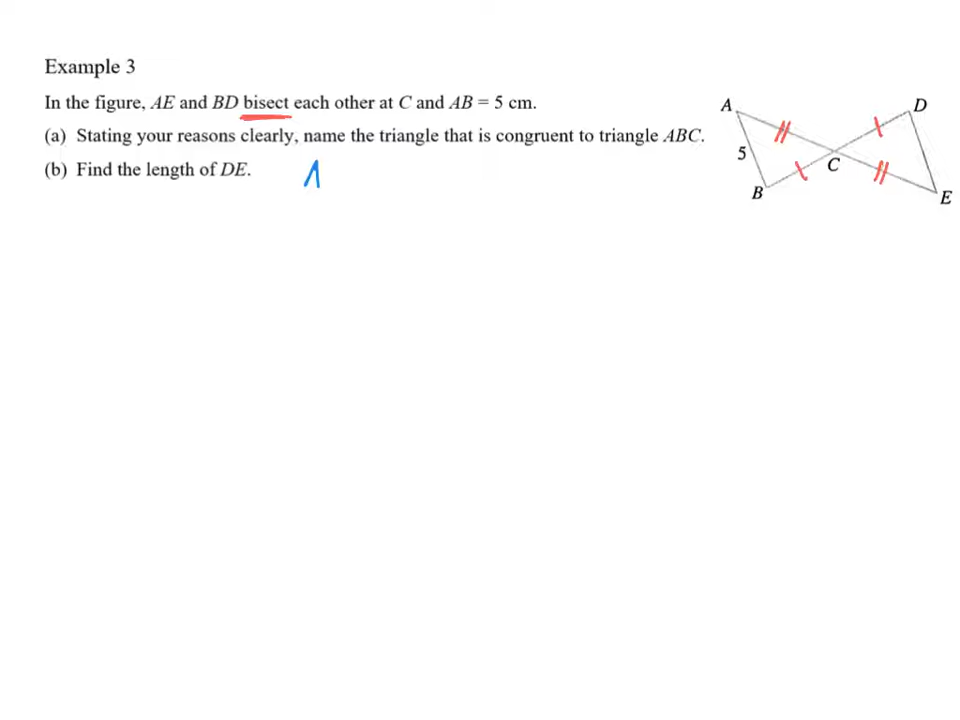 Example 3
In the figure, AE and BD bisect each other at C and AB = 5 cm.
(a) Stating your reasons clearly, name the triangle that is congruent to triangle ABC.
(b) Find the length of DE.
A
D
5
C
B
E